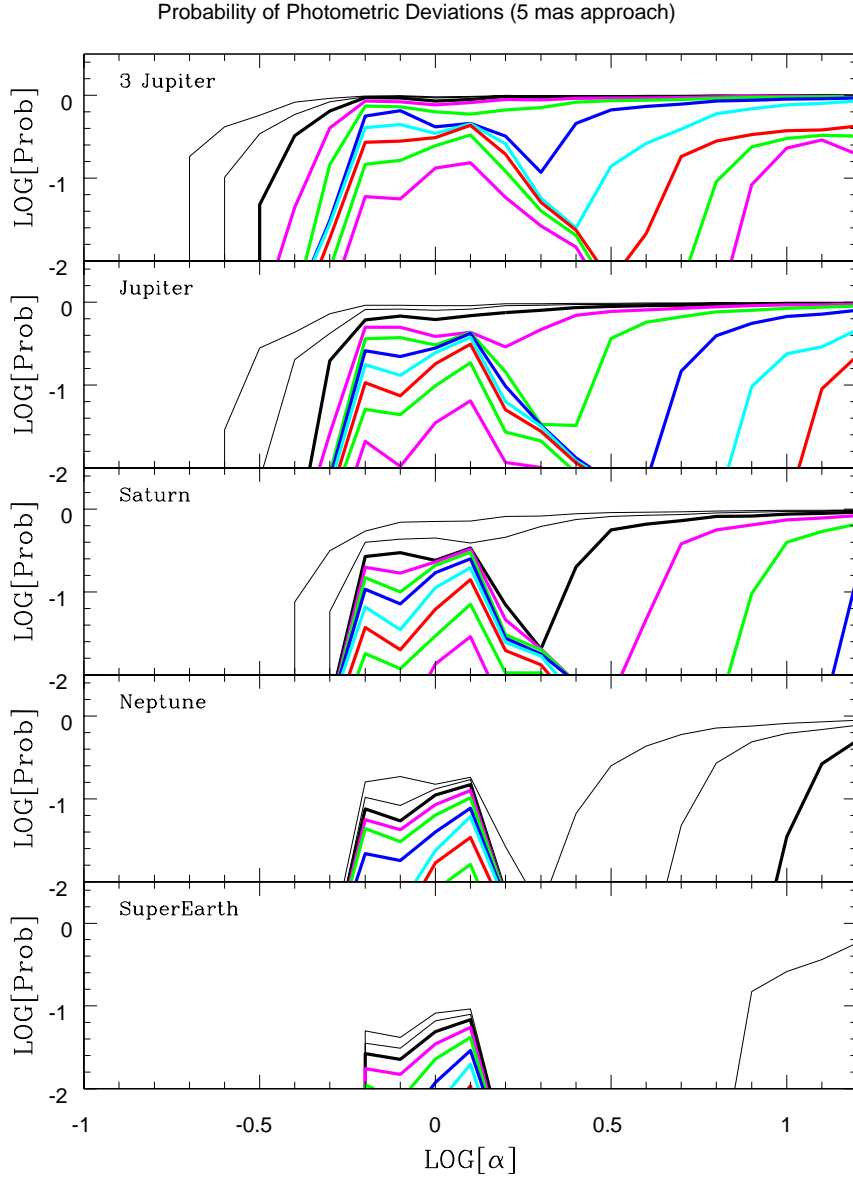 Probability of Photometric Deviations (5 mas approach)
3 Jupiter
0
-1
-2
LOG[Prob]
Jupiter
0
-1
-2
LOG[Prob]
Saturn
0
-1
-2
LOG[Prob]
Neptune
0
-1
-2
LOG[Prob]
SuperEarth
0
-1
-2
LOG[Prob]
-1 -0.5 0 0.5 1
LOG[α]